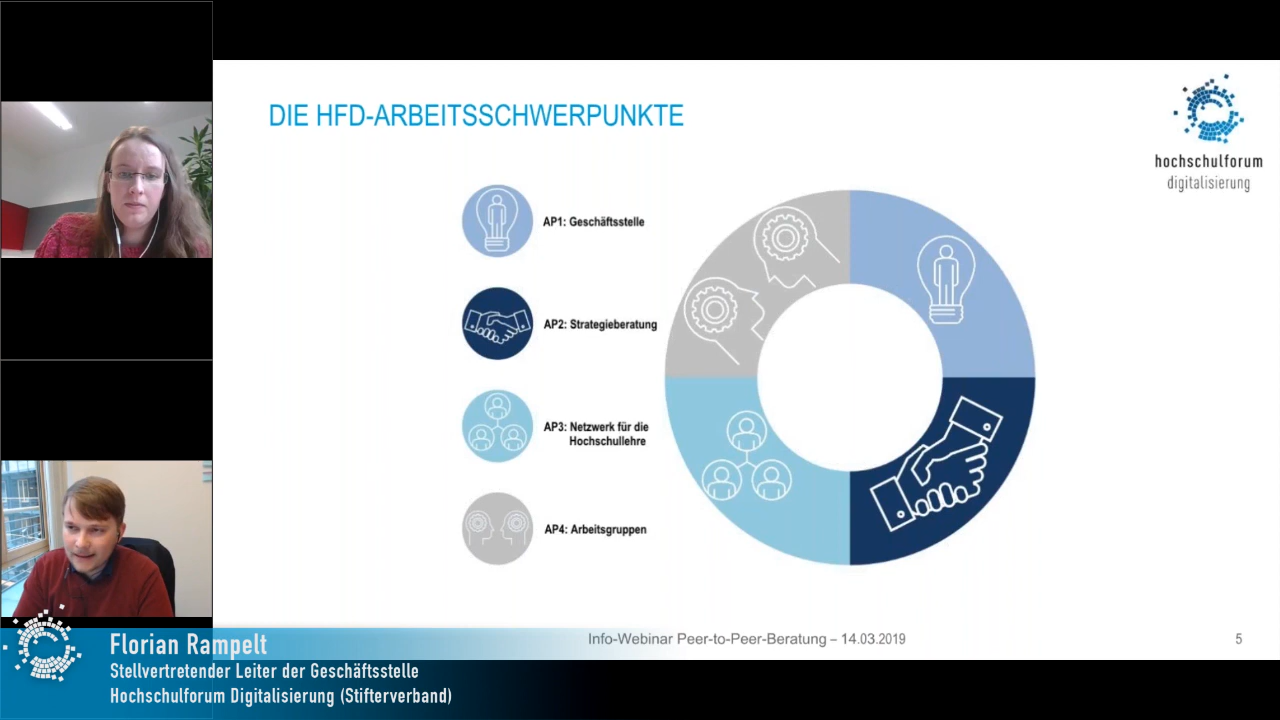 DIE HFD-ARBEITSSCHWERPUNKTE
hochschulforum
digitalisierung
AP1: Geschäftsstelle
AP2: Strategieberatung
AP3: Netzwerk für die
Hochschullehre
AP4: Arbeitsgruppen
Info-Webinar Peer-to-Peer-Beratung – 14.03.2019
5
Florian Rampelt
Stellvertretender Leiter der Geschäftsstelle
Hochschulforum Digitalisierung (Stifterverband)